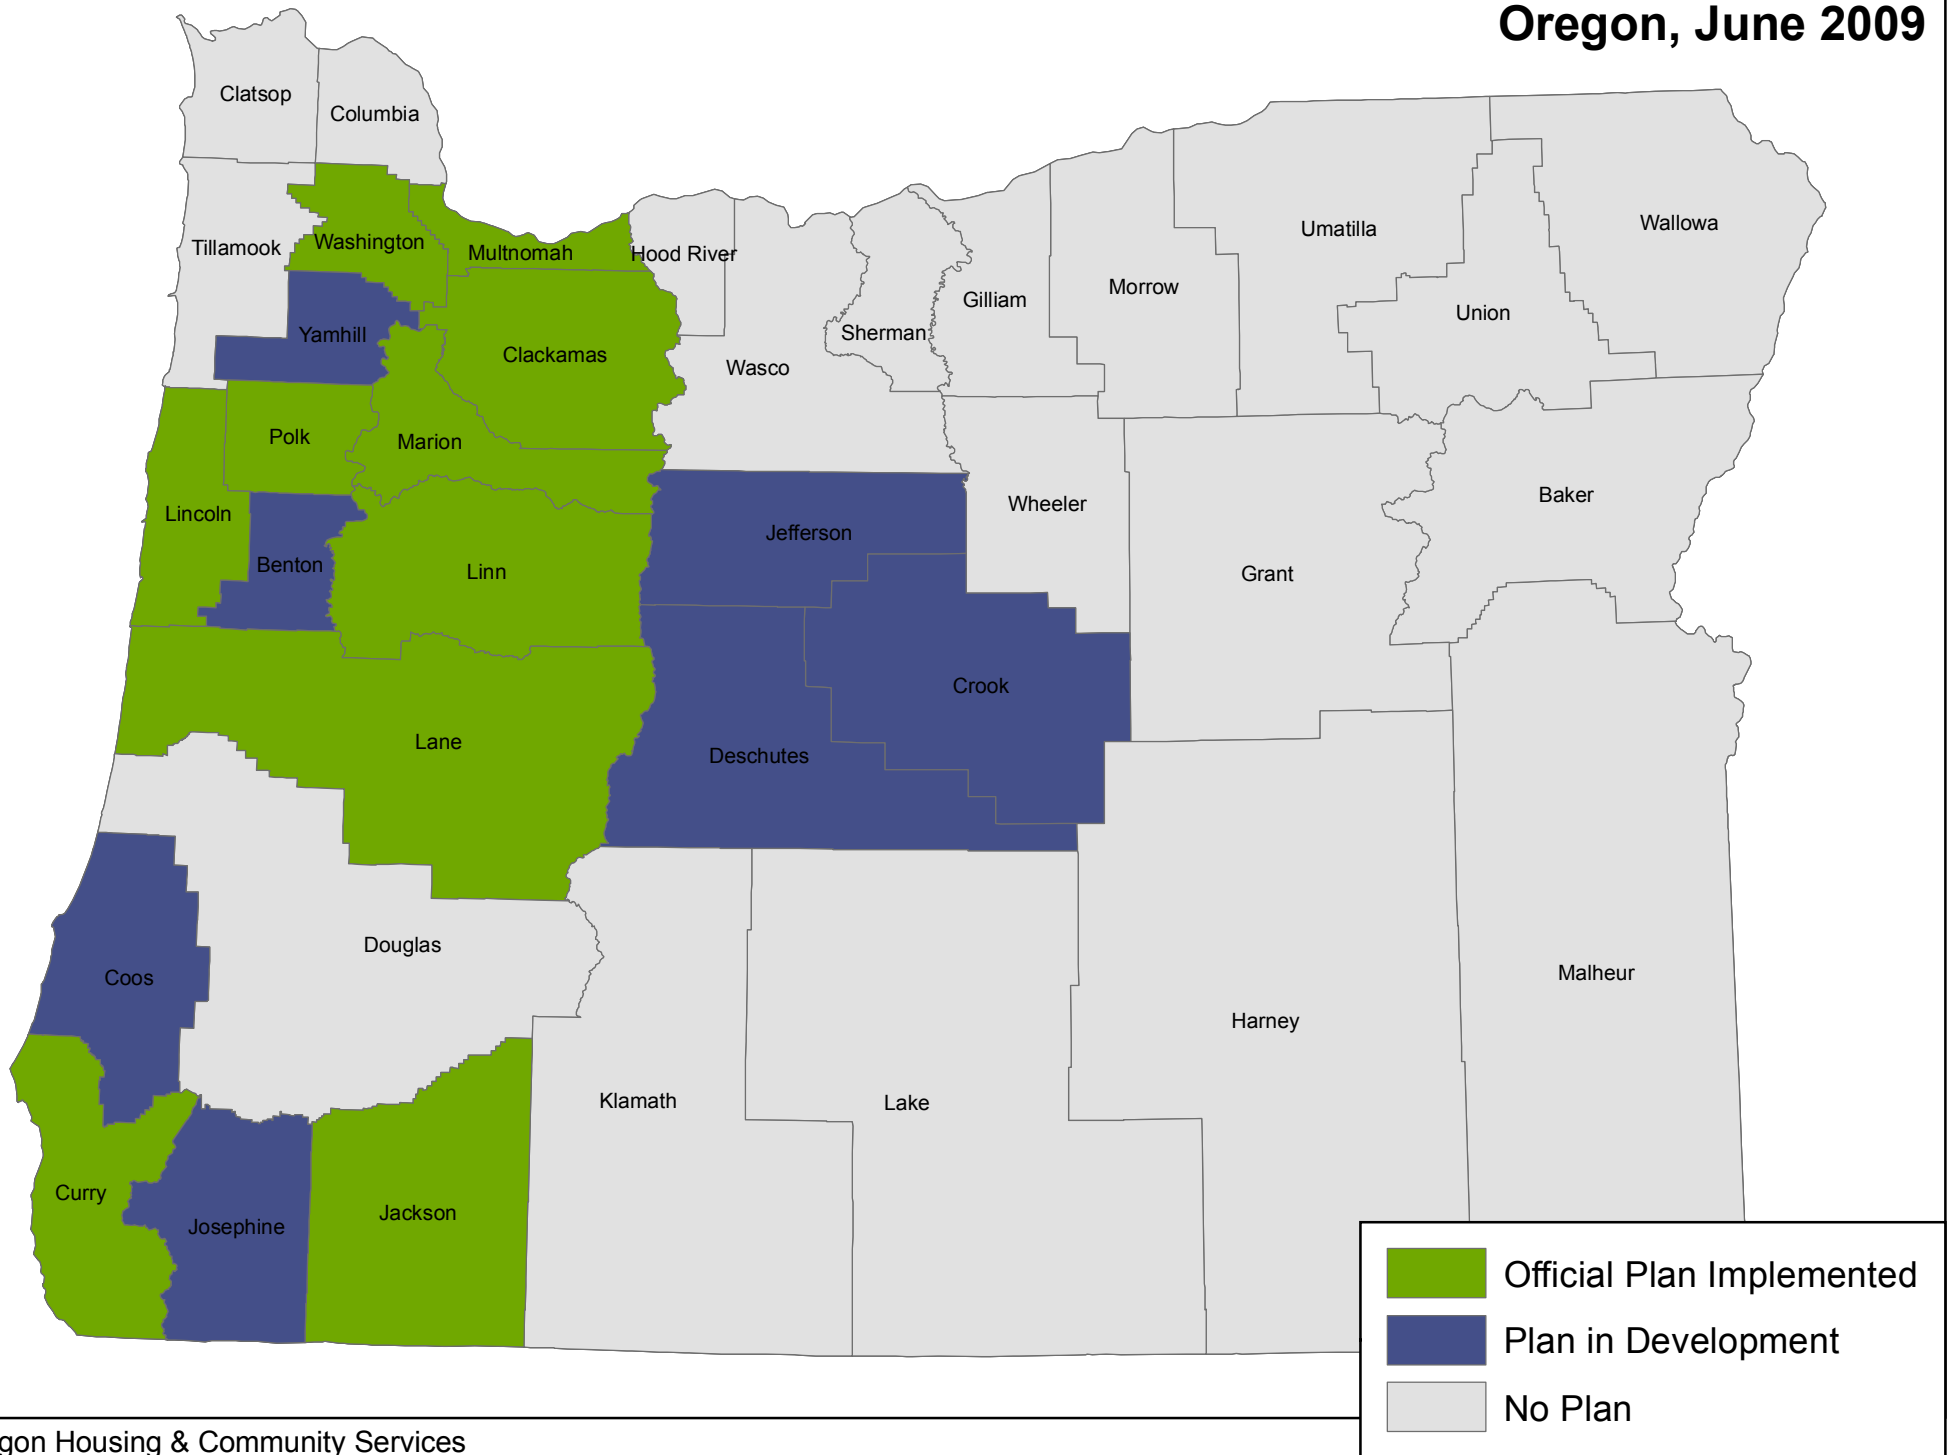 Oregon, June 2009
Clatsop
Columbia
Tillamook
Washington
Multnomah
Hood River
Wasco
Sherman
Gilliam
Morrow
Umatilla
Union
Wallowa
Yamhill
Clackamas
Polk
Marion
Lincoln
Benton
Linn
Jefferson
Wheeler
Grant
Baker
Crook
Lane
Deschutes
Douglas
Coos
Malheur
Harney
Klamath
Lake
Curry
Josephine
Jackson
Official Plan Implemented
Plan in Development
No Plan
gon Housing & Community Services